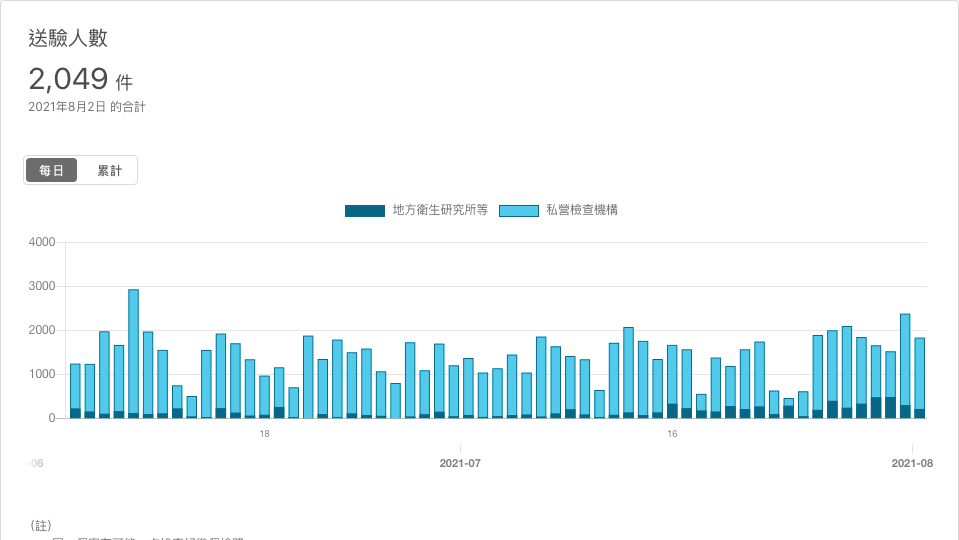 送驗人數
2,049 件
2021年8月2日 的合計
每日 累計
地方衛生研究所等 私營檢查機構
4000
3000
2000
1000
0
18 16
-06 2021-07 2021-08
(註)